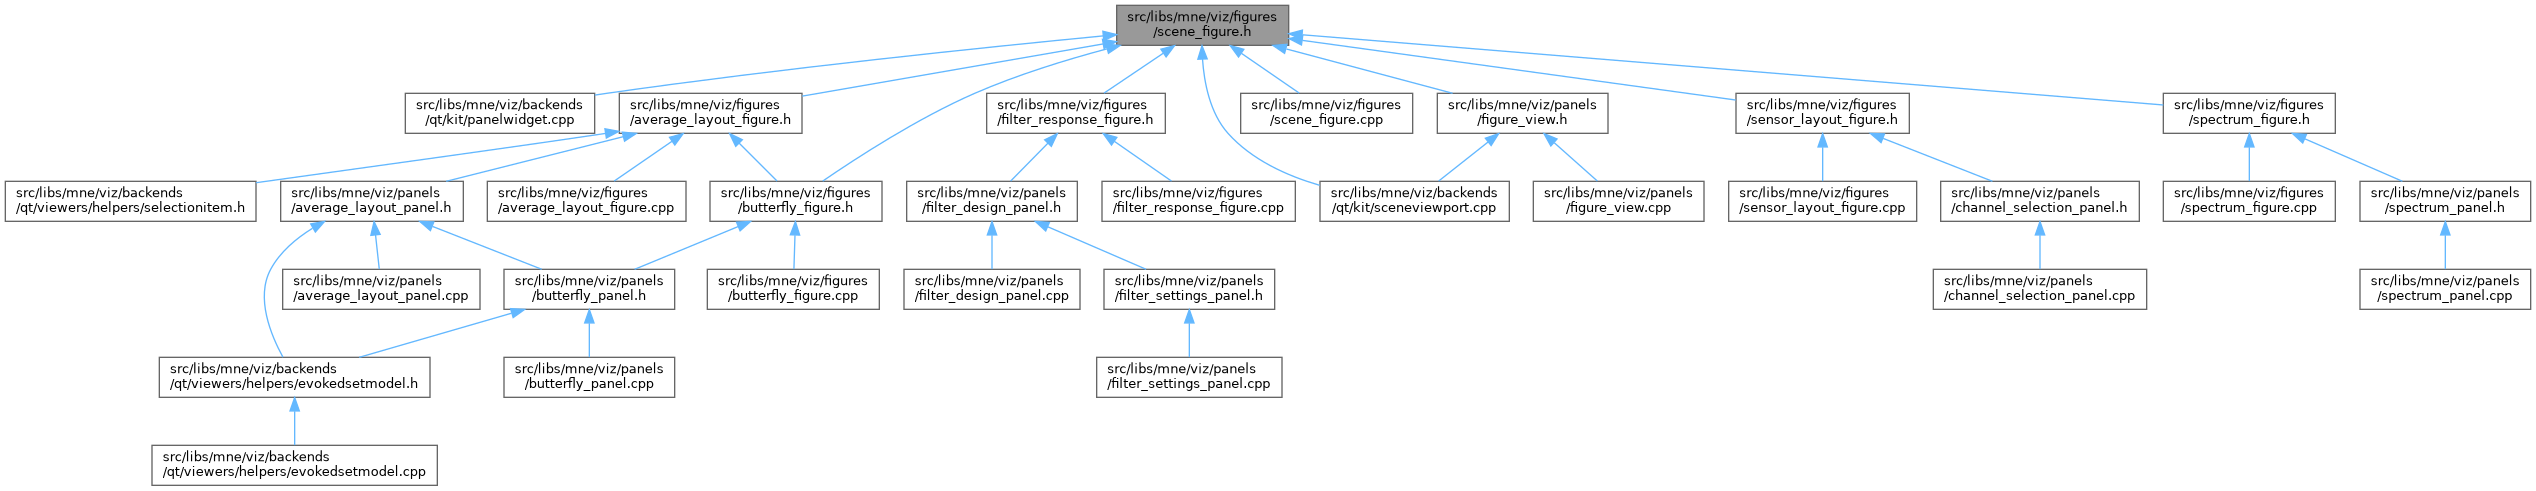 src/libs/mne/viz/figures
/scene_figure.h
src/libs/mne/viz/backends
/qt/kit/panelwidget.cpp
src/libs/mne/viz/figures
/average_layout_figure.h
src/libs/mne/viz/figures
/filter_response_figure.h
src/libs/mne/viz/figures
/scene_figure.cpp
src/libs/mne/viz/panels
/figure_view.h
src/libs/mne/viz/figures
/sensor_layout_figure.h
src/libs/mne/viz/figures
/spectrum_figure.h
src/libs/mne/viz/backends
/qt/viewers/helpers/selectionitem.h
src/libs/mne/viz/panels
/average_layout_panel.h
src/libs/mne/viz/figures
/average_layout_figure.cpp
src/libs/mne/viz/figures
/butterfly_figure.h
src/libs/mne/viz/panels
/filter_design_panel.h
src/libs/mne/viz/figures
/filter_response_figure.cpp
src/libs/mne/viz/backends
/qt/kit/sceneviewport.cpp
src/libs/mne/viz/panels
/figure_view.cpp
src/libs/mne/viz/figures
/sensor_layout_figure.cpp
src/libs/mne/viz/panels
/channel_selection_panel.h
src/libs/mne/viz/figures
/spectrum_figure.cpp
src/libs/mne/viz/panels
/spectrum_panel.h
src/libs/mne/viz/panels
/average_layout_panel.cpp
src/libs/mne/viz/panels
/butterfly_panel.h
src/libs/mne/viz/figures
/butterfly_figure.cpp
src/libs/mne/viz/panels
/filter_design_panel.cpp
src/libs/mne/viz/panels
/filter_settings_panel.h
src/libs/mne/viz/panels
/channel_selection_panel.cpp
src/libs/mne/viz/panels
/spectrum_panel.cpp
src/libs/mne/viz/backends
/qt/viewers/helpers/evokedsetmodel.h
src/libs/mne/viz/panels
/butterfly_panel.cpp
src/libs/mne/viz/panels
/filter_settings_panel.cpp
src/libs/mne/viz/backends
/qt/viewers/helpers/evokedsetmodel.cpp